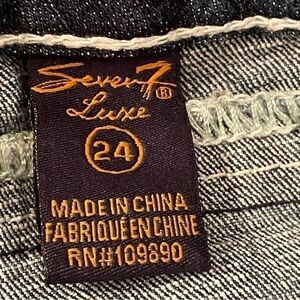 Seven7®
Luxe
24
MADE IN CHINA
FABRIQUÉ EN CHINE
RN#109890